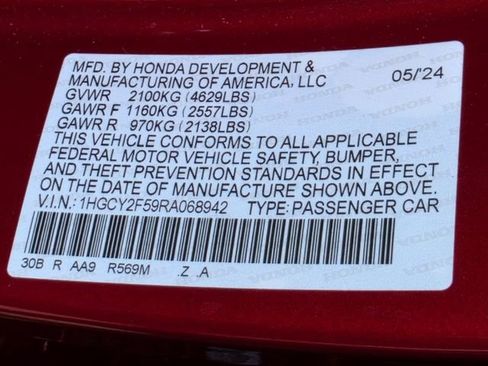 MFD. BY HONDA DEVELOPMENT &
MANUFACTURING OF AMERICA, LLC 05/24
GVWR 2100KG (4629LBS)
GAWR F 1160KG (2557LBS)
GAWR R 970KG (2138LBS)
THIS VEHICLE CONFORMS TO ALL APPLICABLE
FEDERAL MOTOR VEHICLE SAFETY, BUMPER,
AND THEFT PREVENTION STANDARDS IN EFFECT
ON THE DATE OF MANUFACTURE SHOWN ABOVE.
V.I.N.: 1HGCY2F59RA068942 TYPE: PASSENGER CAR
30B R AA9 R569M .Z .A